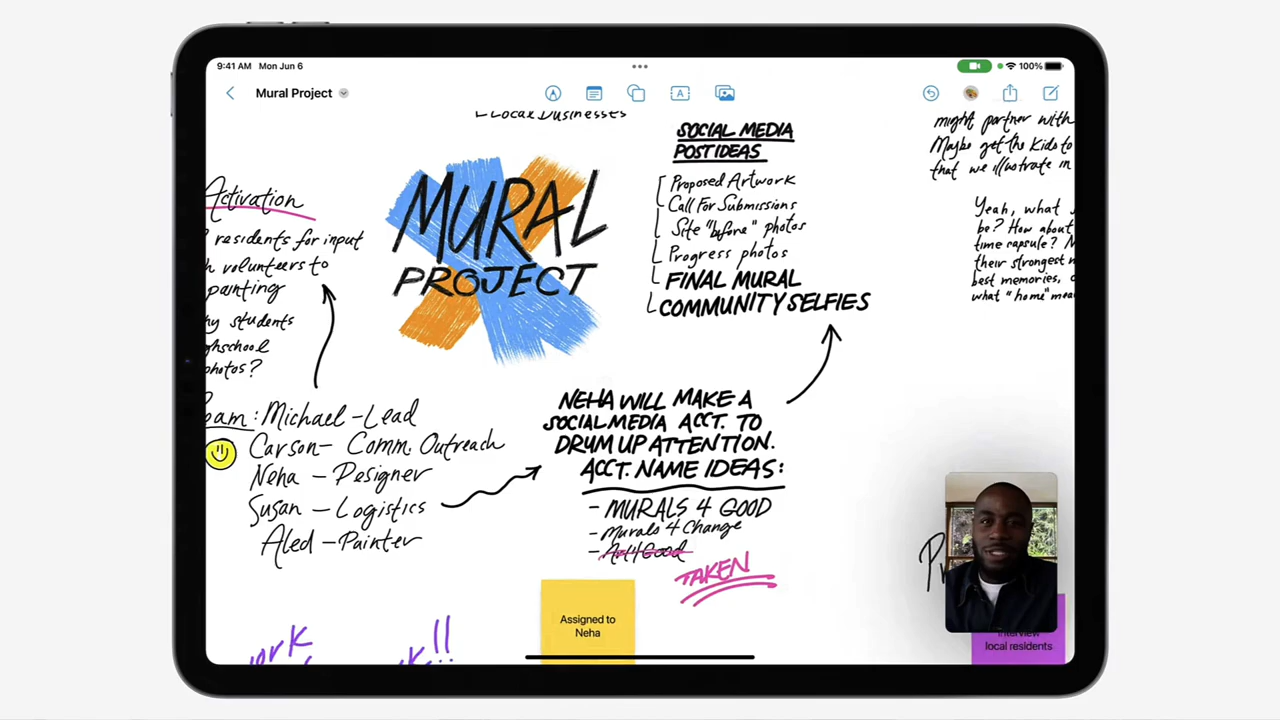 9:41 AM Mon Jun 6
100%
Mural Project
Local businesses
Activation
residents for input
volunteers to
painting
students
photos?
MURAL
PROJECT
SOCIAL MEDIA
POST IDEAS
Proposed Artwork
Call For Submissions
Site "before" photos
Progress photos
FINAL MURAL
COMMUNITY SELFIES
might partner with
Maybe get the kids to
that we illustrate in
Yeah, what
be? How about
time capsule?
their strongest
best memories,
what "home"
: Michael - Lead
Carson - Comm. Outreach
Neha - Designer
Susan - Logistics
Aled - Painter
NEHA WILL MAKE A
SOCIAL MEDIA ACCT. TO
DRUM UP ATTENTION.
ACCT. NAME IDEAS:
- MURALS 4 GOOD
- Murals 4 Change
- Art4Good
TAKEN
Assigned to
Neha
!!
Interview
local residents